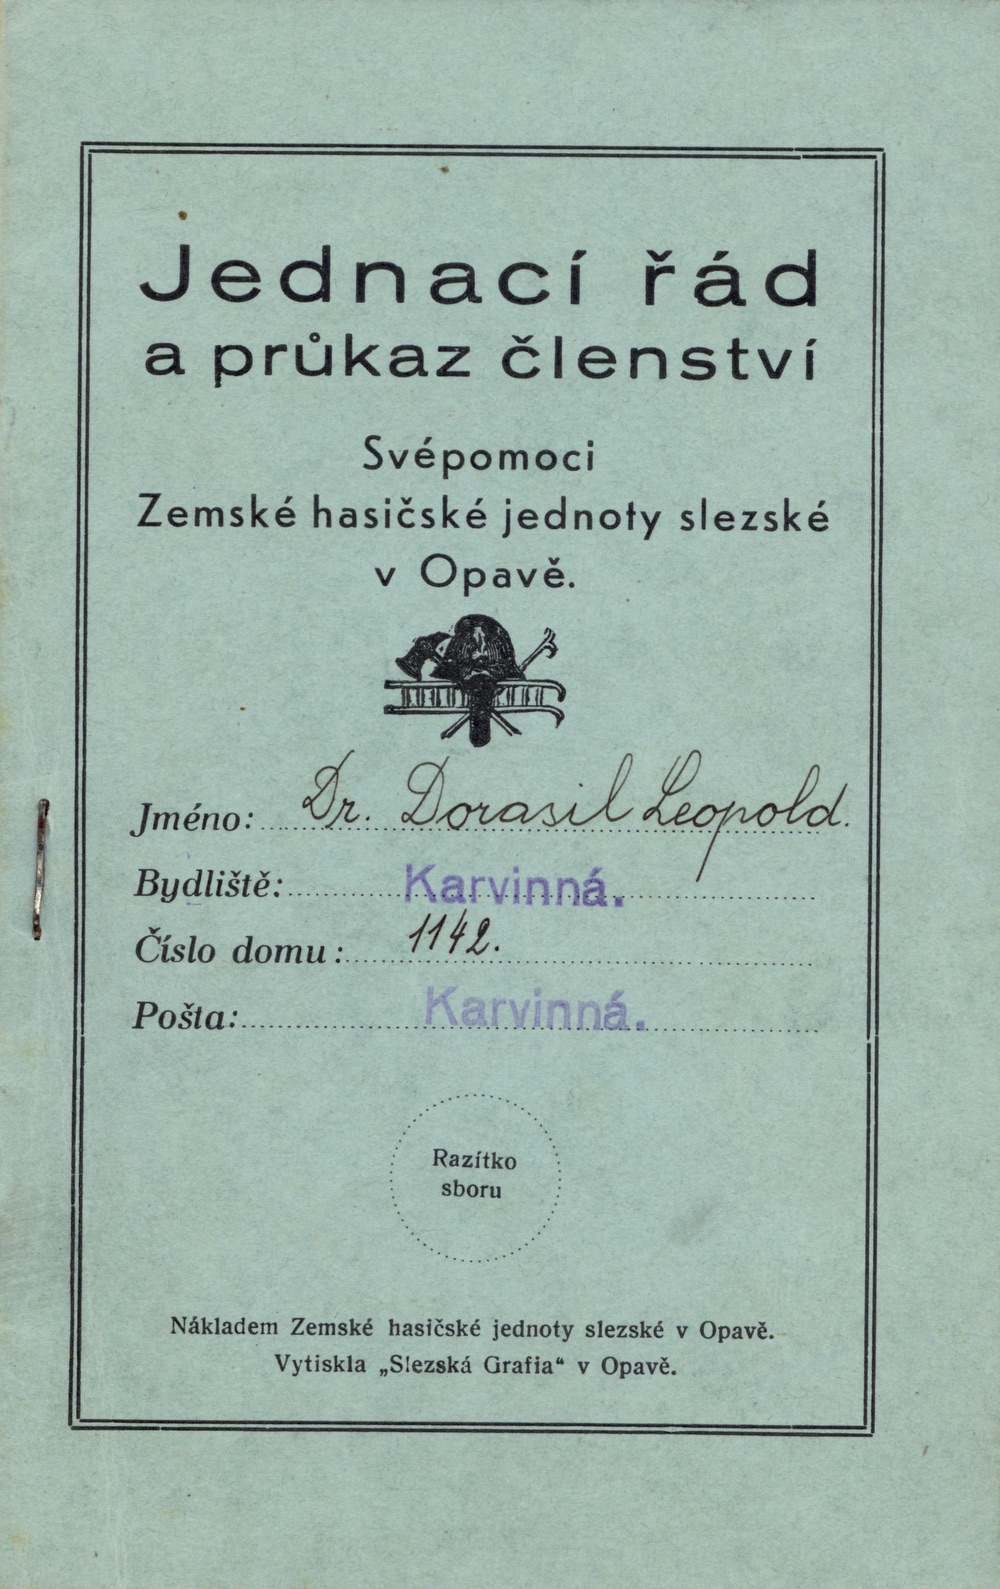 Jednací řád
a průkaz členství
Svépomoci
Zemské hasičské jednoty slezské
v Opavě.
Jméno: Dr. Dorasil Leopold.
Bydliště: Karvinná.
Číslo domu: 1142.
Pošta: Karvinná.
Razítko
sboru
Nákladem Zemské hasičské jednoty slezské v Opavě.
Vytiskla „Slezská Grafia“ v Opavě.